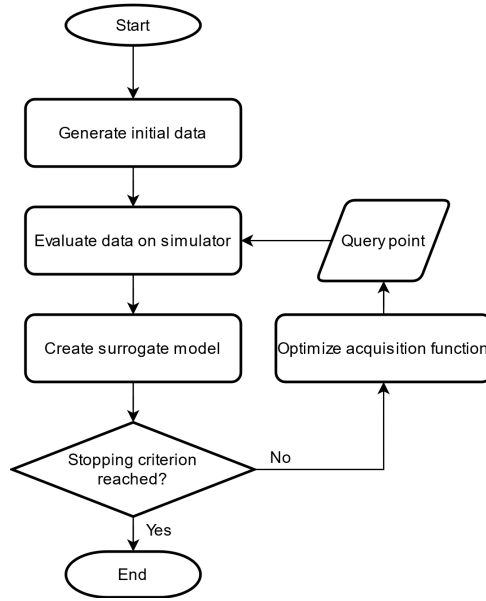 Start
Generate initial data
Evaluate data on simulator
Query point
Create surrogate model
Optimize acquisition function
Stopping criterion
reached?
No
Yes
End